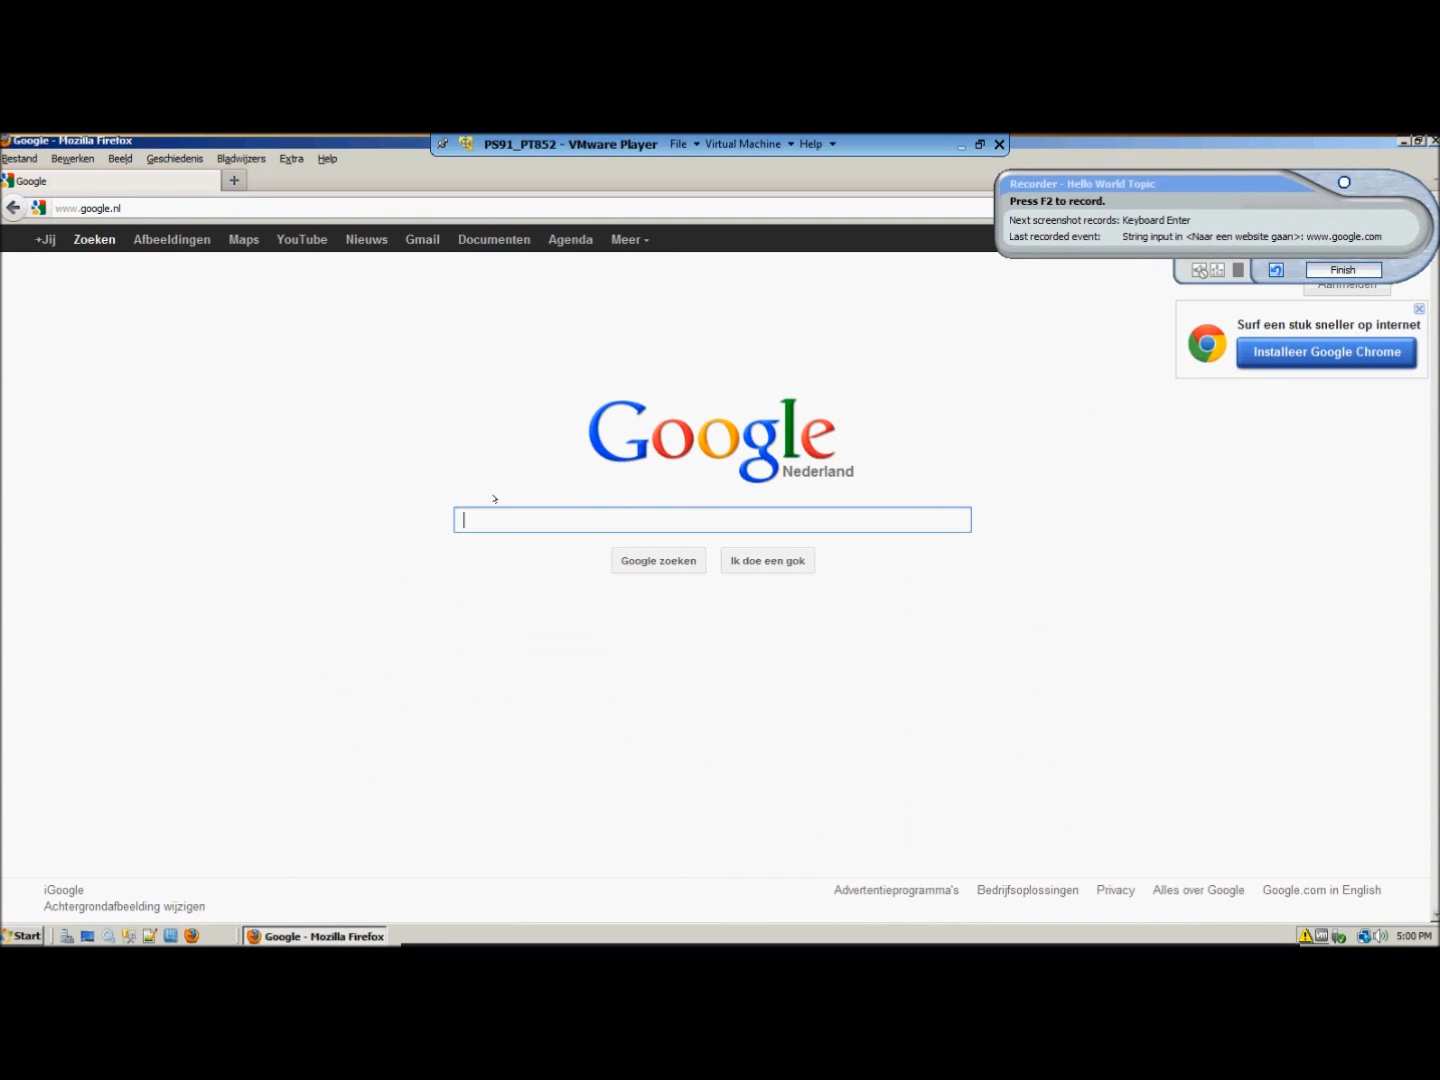 Google - Mozilla Firefox
PS91_PT852 - VMware Player File Virtual Machine Help
Bestand Bewerken Beeld Geschiedenis Bladwijzers Extra Help
Google +
www.google.nl
Recorder - Hello World Topic
Press F2 to record.
Next screenshot records: Keyboard Enter
Last recorded event: String input in <Naar een website gaan>: www.google.com
Finish
+Jij Zoeken Afbeeldingen Maps YouTube Nieuws Gmail Documenten Agenda Meer
Aanmelden
Surf een stuk sneller op internet
Installeer Google Chrome
Google
Nederland
Google zoeken Ik doe een gok
iGoogle
Achtergrondafbeelding wijzigen
Advertentieprogramma's Bedrijfsoplossingen Privacy Alles over Google Google.com in English
Start Google - Mozilla Firefox 5:00 PM